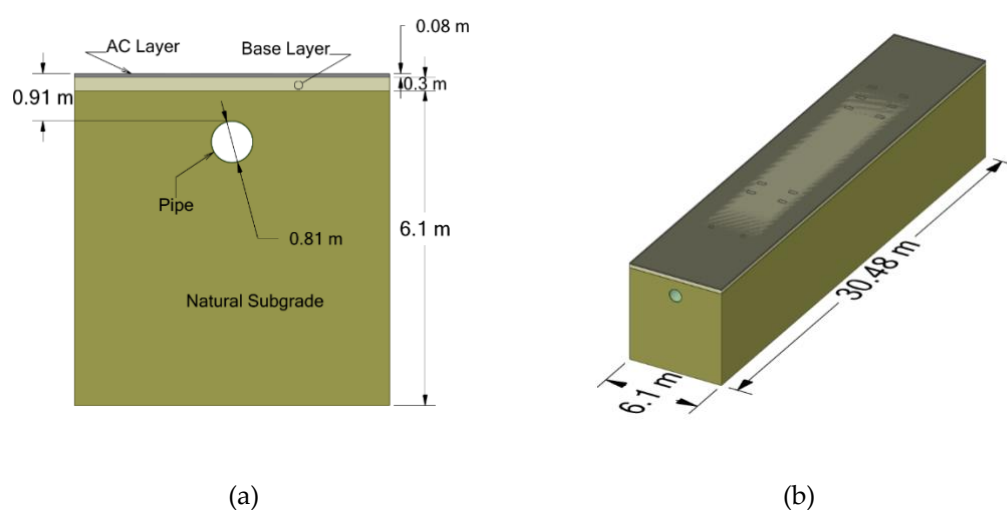 0.08 m
AC Layer
Base Layer
0.3 m
0.91 m
Pipe
0.81 m
6.1 m
Natural Subgrade
30.48 m
6.1 m
(a)
(b)